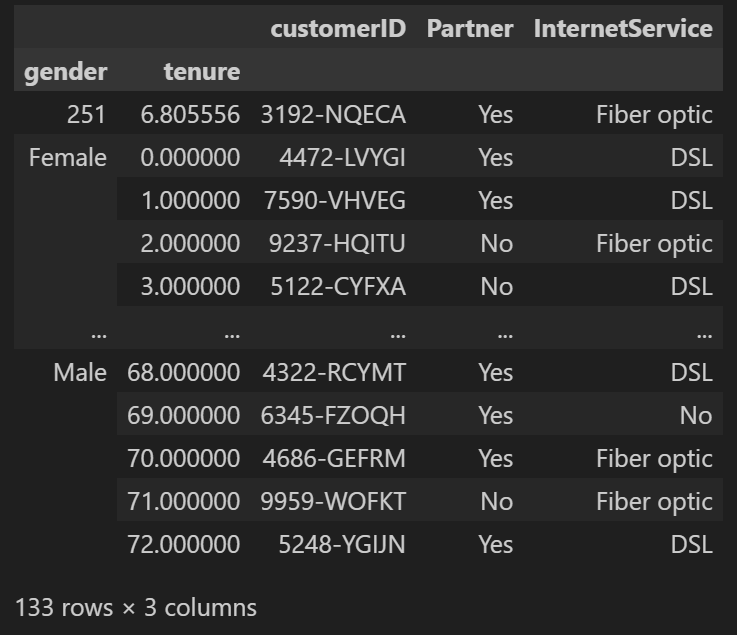 customerID Partner InternetService
gender tenure
251 6.805556 3192-NQECA Yes Fiber optic
Female 0.000000 4472-LVYGI Yes DSL
1.000000 7590-VHVEG Yes DSL
2.000000 9237-HQITU No Fiber optic
3.000000 5122-CYFXA No DSL
... ... ... ... ...
Male 68.000000 4322-RCYMT Yes DSL
69.000000 6345-FZOQH Yes No
70.000000 4686-GEFRM Yes Fiber optic
71.000000 9959-WOFKT No Fiber optic
72.000000 5248-YGIJN Yes DSL
133 rows × 3 columns